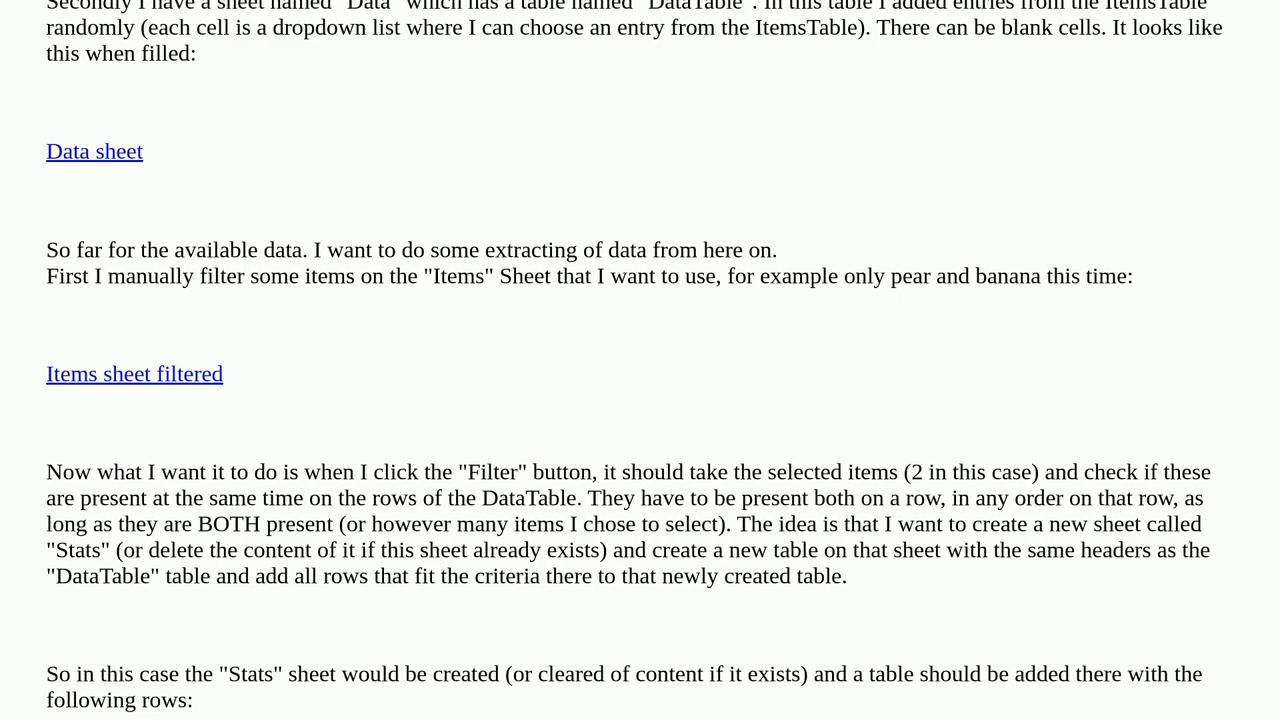 Secondly I have a sheet named "Data" which has a table named "DataTable". In this table I added entries from the ItemsTable
randomly (each cell is a dropdown list where I can choose an entry from the ItemsTable). There can be blank cells. It looks like
this when filled:
Data sheet
So far for the available data. I want to do some extracting of data from here on.
First I manually filter some items on the "Items" Sheet that I want to use, for example only pear and banana this time:
Items sheet filtered
Now what I want it to do is when I click the "Filter" button, it should take the selected items (2 in this case) and check if these
are present at the same time on the rows of the DataTable. They have to be present both on a row, in any order on that row, as
long as they are BOTH present (or however many items I chose to select). The idea is that I want to create a new sheet called
"Stats" (or delete the content of it if this sheet already exists) and create a new table on that sheet with the same headers as the
"DataTable" table and add all rows that fit the criteria there to that newly created table.
So in this case the "Stats" sheet would be created (or cleared of content if it exists) and a table should be added there with the
following rows: